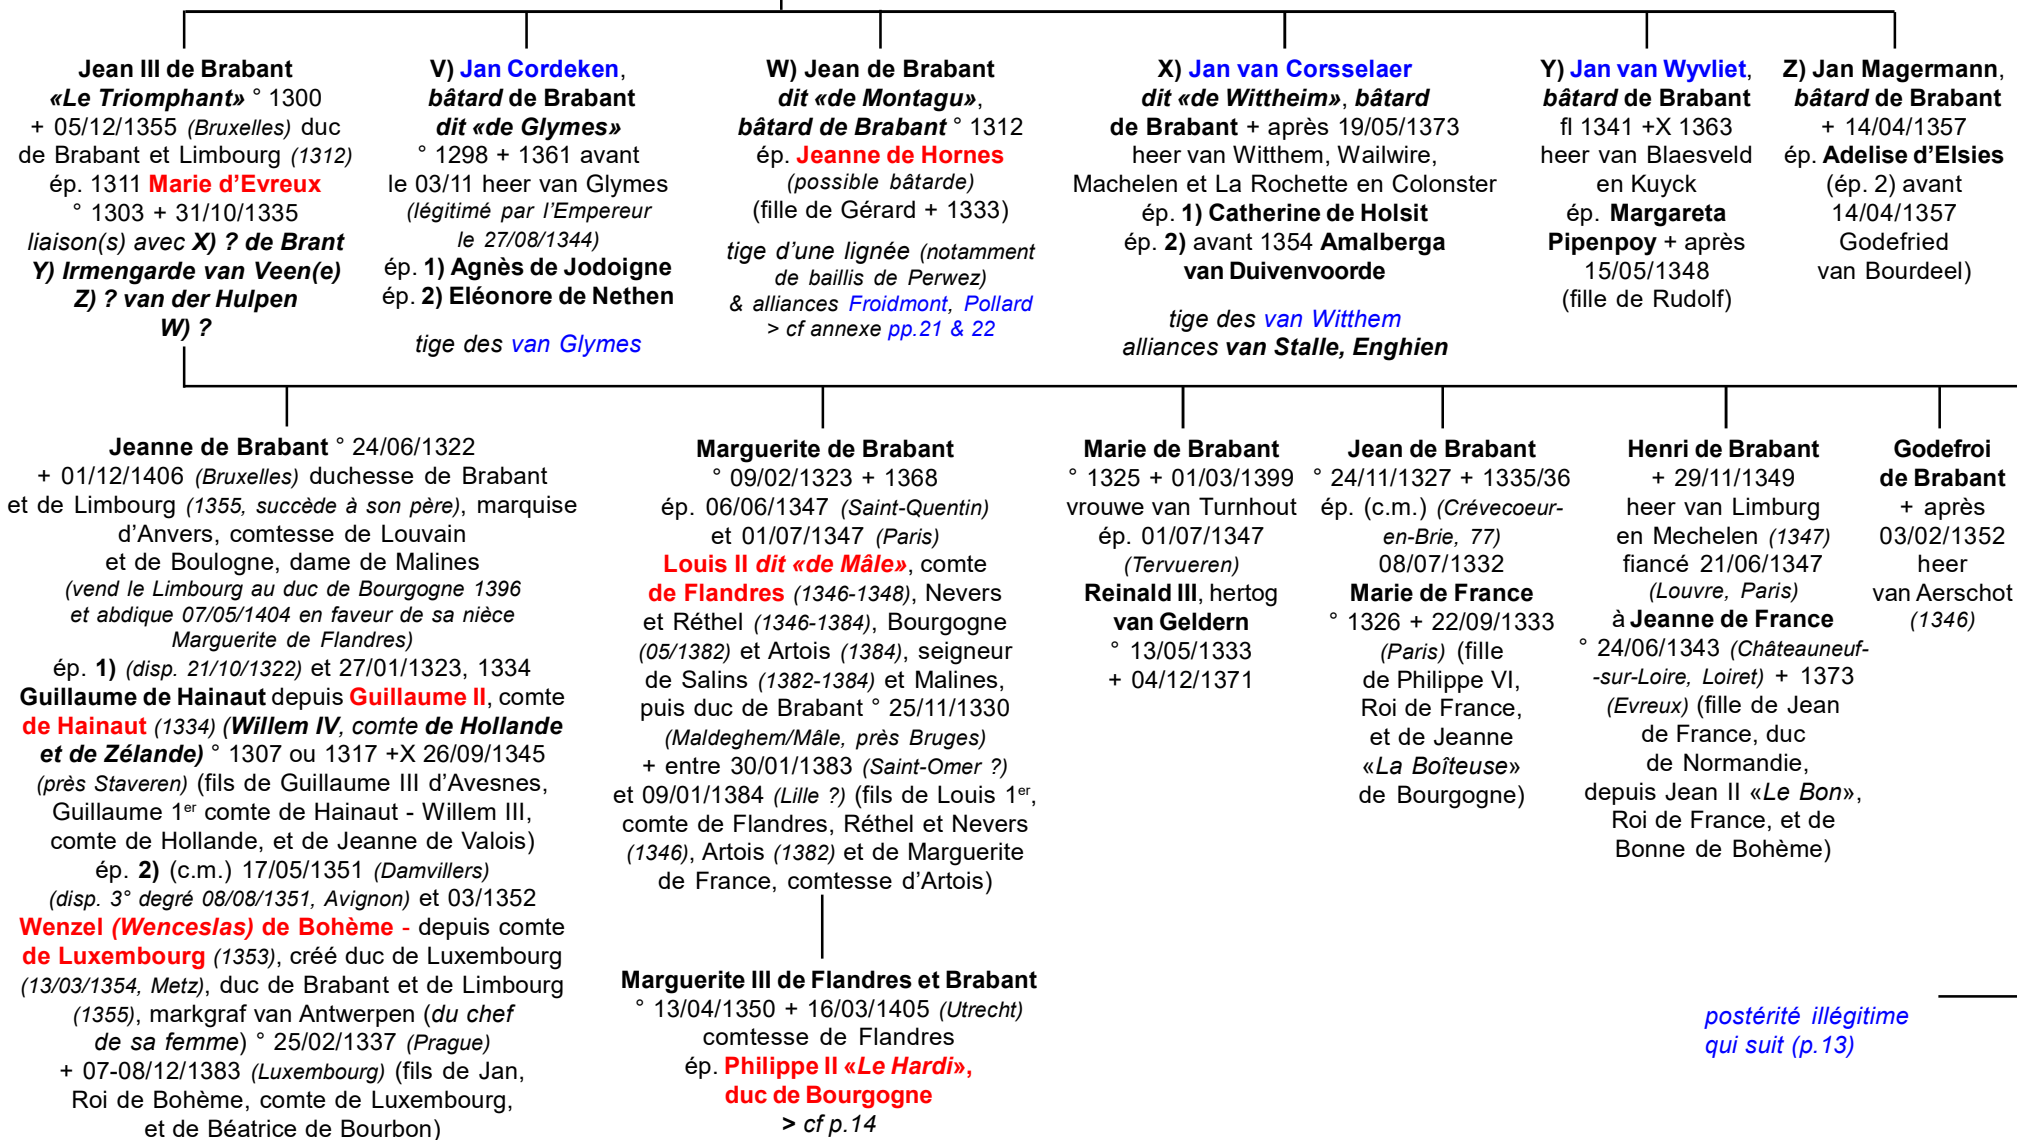 Jean III de Brabant
«Le Triomphant» ° 1300
+ 05/12/1355 (Bruxelles) duc
de Brabant et Limbourg (1312)
ép. 1311 Marie d'Evreux
° 1303 + 31/10/1335
liaison(s) avec X) ? de Brant
Y) Irmengarde van Veen(e)
Z) ? van der Hulpen
W) ?
V) Jan Cordeken,
bâtard de Brabant
dit «de Glymes»
° 1298 + 1361 avant
le 03/11 heer van Glymes
(légitimé par l'Empereur
le 27/08/1344)
ép. 1) Agnès de Jodoigne
ép. 2) Eléonore de Nethen
tige des van Glymes
W) Jean de Brabant
dit «de Montagu»,
bâtard de Brabant ° 1312
ép. Jeanne de Hornes
(possible bâtarde)
(fille de Gérard + 1333)
tige d'une lignée (notamment
de baillis de Perwez)
& alliances Froidmont, Pollard
> cf annexe pp.21 & 22
X) Jan van Corsselaer
dit «de Wittheim», bâtard
de Brabant + après 19/05/1373
heer van Witthem, Wailwire,
Machelen et La Rochette en Colonster
ép. 1) Catherine de Holsit
ép. 2) avant 1354 Amalberga
van Duivenvoorde
tige des van Witthem
alliances van Stalle, Enghien
Y) Jan van Wyvliet,
bâtard de Brabant
fl 1341 +X 1363
heer van Blaesveld
en Kuyck
ép. Margareta
Pipenpoy + après
15/05/1348
(fille de Rudolf)
Z) Jan Magermann,
bâtard de Brabant
+ 14/04/1357
ép. Adelise d'Elsies
(ép. 2) avant
14/04/1357
Godefried
van Bourdeel)
Jeanne de Brabant ° 24/06/1322
+ 01/12/1406 (Bruxelles) duchesse de Brabant
et de Limbourg (1355, succède à son père), marquise
d'Anvers, comtesse de Louvain
et de Boulogne, dame de Malines
(vend le Limbourg au duc de Bourgogne 1396
et abdique 07/05/1404 en faveur de sa nièce
Marguerite de Flandres)
ép. 1) (disp. 21/10/1322) et 27/01/1323, 1334
Guillaume de Hainaut depuis Guillaume II, comte
de Hainaut (1334) (Willem IV, comte de Hollande
et de Zélande) ° 1307 ou 1317 +X 26/09/1345
(près Staveren) (fils de Guillaume III d'Avesnes,
Guillaume 1er comte de Hainaut - Willem III,
comte de Hollande, et de Jeanne de Valois)
ép. 2) (c.m.) 17/05/1351 (Damvillers)
(disp. 3° degré 08/08/1351, Avignon) et 03/1352
Wenzel (Wenceslas) de Bohème - depuis comte
de Luxembourg (1353), créé duc de Luxembourg
(13/03/1354, Metz), duc de Brabant et de Limbourg
(1355), markgraf van Antwerpen (du chef
de sa femme) ° 25/02/1337 (Prague)
+ 07-08/12/1383 (Luxembourg) (fils de Jan,
Roi de Bohème, comte de Luxembourg,
et de Béatrice de Bourbon)
Marguerite de Brabant
° 09/02/1323 + 1368
ép. 06/06/1347 (Saint-Quentin)
et 01/07/1347 (Paris)
Louis II dit «de Mâle», comte
de Flandres (1346-1348), Nevers
et Réthel (1346-1384), Bourgogne
(05/1382) et Artois (1384), seigneur
de Salins (1382-1384) et Malines,
puis duc de Brabant ° 25/11/1330
(Maldeghem/Mâle, près Bruges)
+ entre 30/01/1383 (Saint-Omer ?)
et 09/01/1384 (Lille ?) (fils de Louis 1er,
comte de Flandres, Réthel et Nevers
(1346), Artois (1382) et de Marguerite
de France, comtesse d'Artois)
Marguerite III de Flandres et Brabant
° 13/04/1350 + 16/03/1405 (Utrecht)
comtesse de Flandres
ép. Philippe II «Le Hardi»,
duc de Bourgogne
> cf p.14
Marie de Brabant
° 1325 + 01/03/1399
vrouwe van Turnhout
ép. 01/07/1347
(Tervueren)
Reinald III, hertog
van Geldern
° 13/05/1333
+ 04/12/1371
Jean de Brabant
° 24/11/1327 + 1335/36
ép. (c.m.) (Crévecoeur-
en-Brie, 77)
08/07/1332
Marie de France
° 1326 + 22/09/1333
(Paris) (fille
de Philippe VI,
Roi de France,
et de Jeanne
«La Boîteuse»
de Bourgogne)
Henri de Brabant
+ 29/11/1349
heer van Limburg
en Mechelen (1347)
fiancé 21/06/1347
(Louvre, Paris)
à Jeanne de France
° 24/06/1343 (Châteauneuf-
-sur-Loire, Loiret) + 1373
(Evreux) (fille de Jean
de France, duc
de Normandie,
depuis Jean II «Le Bon»,
Roi de France, et de
Bonne de Bohème)
Godefroi
de Brabant
+ après
03/02/1352
heer
van Aerschot
(1346)
postérité illégitime
qui suit (p.13)